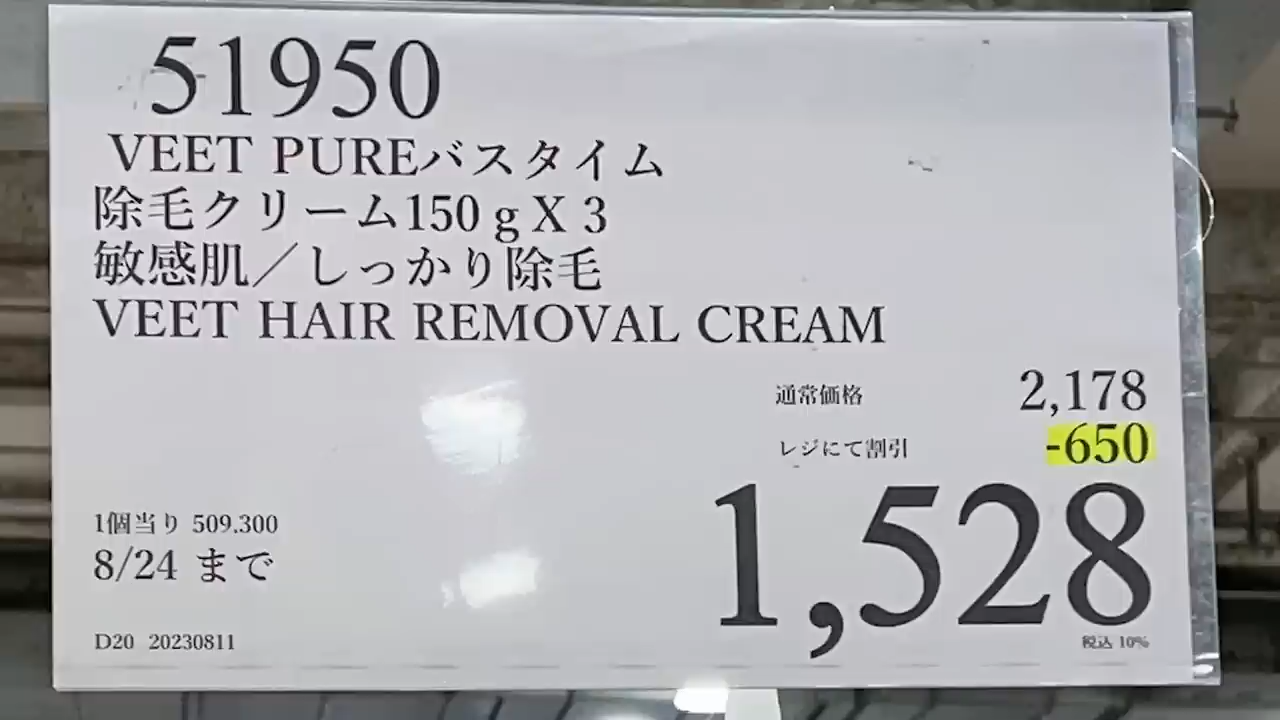 51950
VEET PUREバスタイム
除毛クリーム150ｇX 3
敏感肌／しっかり除毛
VEET HAIR REMOVAL CREAM
通常価格 2,178
レジにて割引 -650
1,528
1個当り 509.300
8/24 まで
税込 10%
D20 20230811